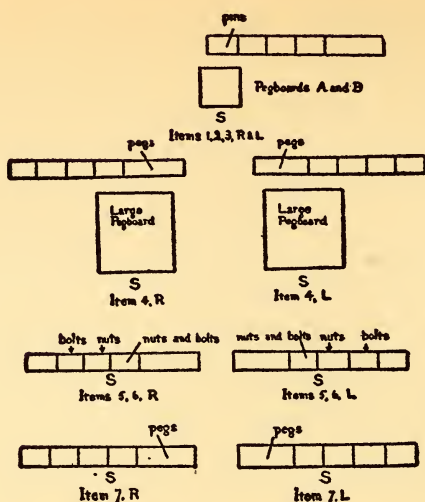 pins
Pegboards A and B
S
Items 1, 2, 3, R & L
pegs
pegs
Large Pegboard
Large Pegboard
S
S
Item 4, R
Item 4, L
bolts nuts nuts and bolts
nuts and bolts nuts bolts
S
S
Items 5, 6, R
Items 5, 6, L
pegs
pegs
S
S
Item 7, R
Item 7, L